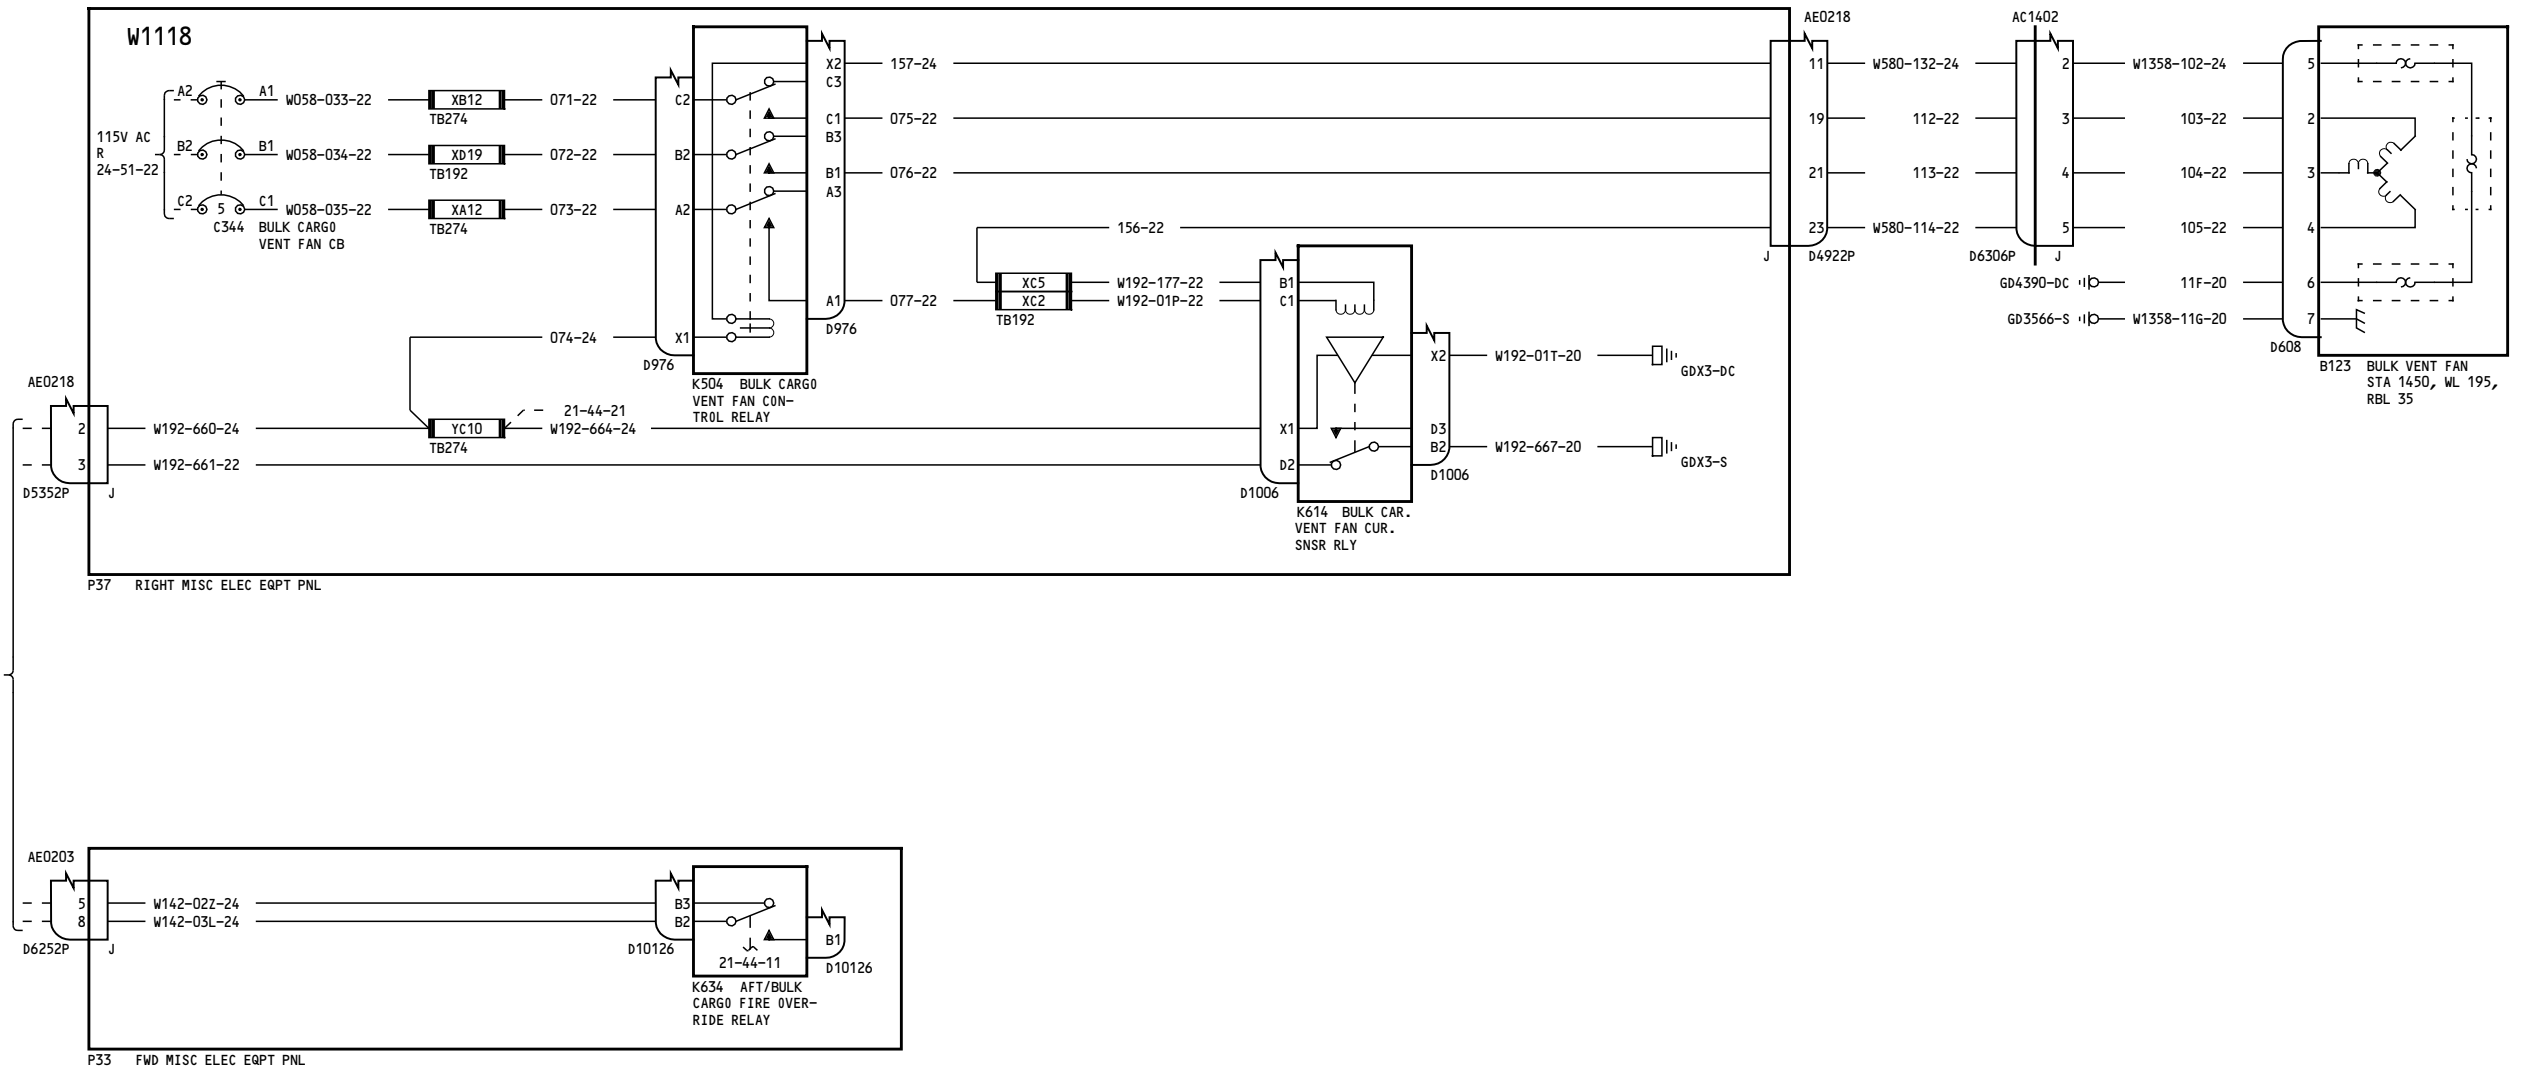 W1118
115V AC
R
24-51-22
A2
A1
W058-033-22
XB12
TB274
071-22
C2
B2
B1
W058-034-22
XD19
TB192
072-22
B2
C2
5
C1
W058-035-22
XA12
TB274
073-22
A2
C344 BULK CARGO
VENT FAN CB
074-24
X1
D976
X2
C3
C1
B3
B1
A3
A1
D976
K504 BULK CARGO
VENT FAN CON-
TROL RELAY
157-24
075-22
076-22
156-22
077-22
XC5
XC2
TB192
W192-177-22
W192-01P-22
B1
C1
X1
D2
D1006
X2
D3
B2
D1006
K614 BULK CAR.
VENT FAN CUR.
SNSR RLY
W192-01T-20
GDX3-DC
W192-667-20
GDX3-S
AE0218
2
3
D5352P
J
W192-660-24
YC10
TB274
21-44-21
W192-664-24
W192-661-22
P37 RIGHT MISC ELEC EQPT PNL
AE0218
11
19
21
23
J
D4922P
W580-132-24
112-22
113-22
W580-114-22
AC1402
2
3
4
5
D6306P
J
W1358-102-24
103-22
104-22
105-22
GD4390-DC
11F-20
GD3566-S
W1358-11G-20
5
2
3
4
6
7
D608
B123 BULK VENT FAN
STA 1450, WL 195,
RBL 35
AE0203
5
8
D6252P
J
W142-02Z-24
W142-03L-24
B3
B2
D10126
21-44-11
B1
D10126
K634 AFT/BULK
CARGO FIRE OVER-
RIDE RELAY
P33 FWD MISC ELEC EQPT PNL